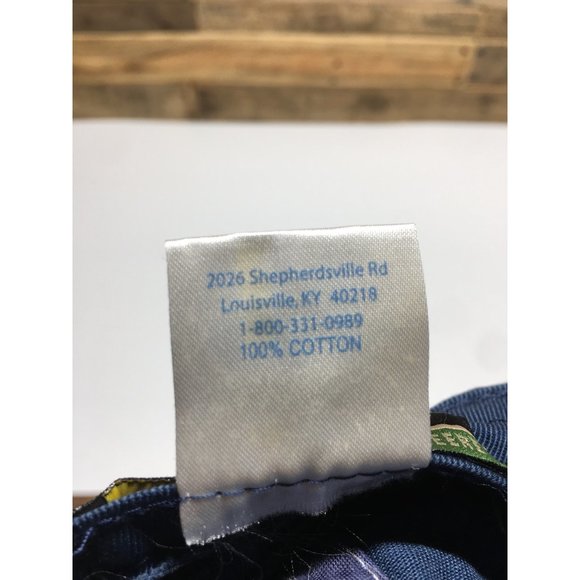 2026 Shepherdsville Rd
Louisville, KY 40218
1-800-331-0989
100% COTTON